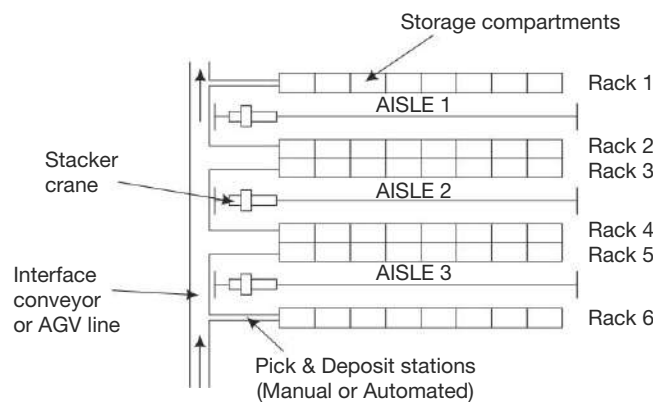 Storage compartments
Rack 1
AISLE 1
Rack 2
Stacker
crane
Rack 3
AISLE 2
Rack 4
Rack 5
Interface
conveyor
or AGV line
AISLE 3
Rack 6
Pick & Deposit stations
(Manual or Automated)